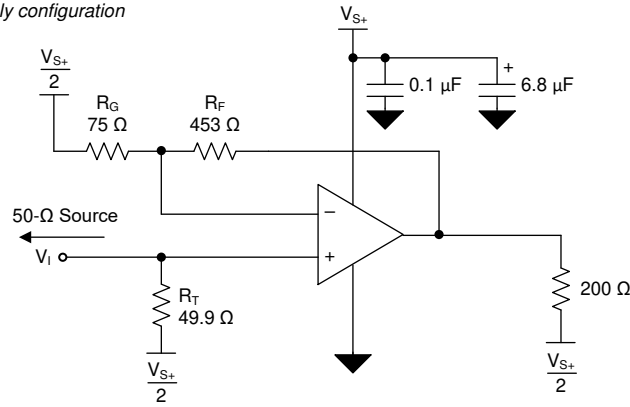 ly configuration
V_S+
V_S+
2
R_G
75 Ω
R_F
453 Ω
0.1 µF
+
6.8 µF
50-Ω Source
V_I
−
+
R_T
49.9 Ω
V_S+
2
200 Ω
V_S+
2